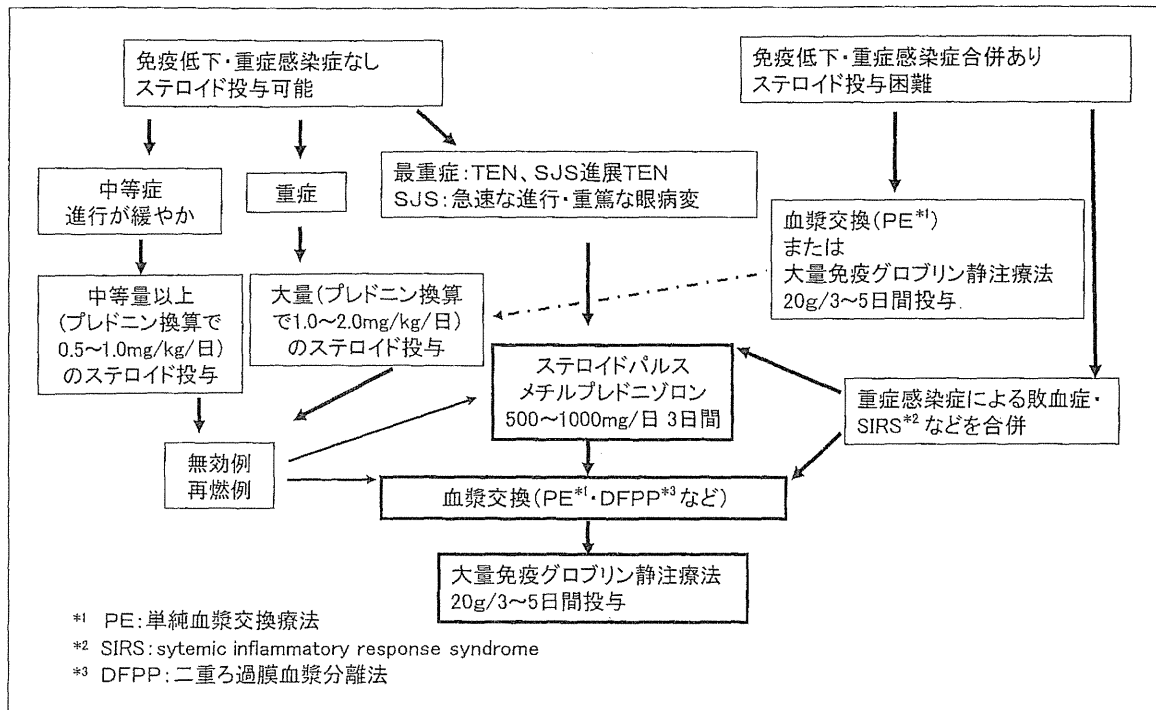 免疫低下・重症感染症なし
ステロイド投与可能
免疫低下・重症感染症合併あり
ステロイド投与困難
中等症
進行が緩やか
重症
最重症:TEN、SJS進展TEN
SJS:急速な進行・重篤な眼病変
血漿交換(PE*1)
または
大量免疫グロブリン静注療法
20g/3~5日間投与
中等量以上
(プレドニン換算で
0.5~1.0mg/kg/日)
のステロイド投与
大量(プレドニン換算
で1.0~2.0mg/kg/日)
のステロイド投与
ステロイドパルス
メチルプレドニゾロン
500~1000mg/日 3日間
重症感染症による敗血症・
SIRS*2 などを合併
無効例
再燃例
血漿交換(PE*1・DFPP*3 など)
大量免疫グロブリン静注療法
20g/3~5日間投与
*1 PE:単純血漿交換療法
*2 SIRS:sytemic inflammatory response syndrome
*3 DFPP:二重ろ過膜血漿分離法